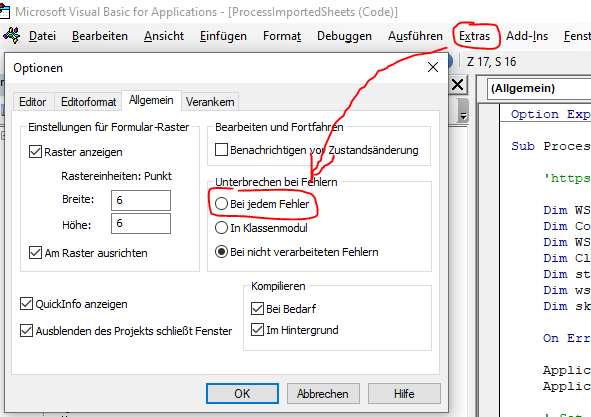 Microsoft Visual Basic for Applications - [ProcessImportedSheets (Code)]
Datei Bearbeiten Ansicht Einfügen Format Debuggen Ausführen Extras Add-Ins Fenst
Optionen
Z 17, S 16
Editor Editorformat Allgemein Verankern
(Allgemein)
Einstellungen für Formular-Raster
Raster anzeigen
Rastereinheiten: Punkt
Breite: 6
Höhe: 6
Am Raster ausrichten
Bearbeiten und Fortfahren
Benachrichtigen vor Zustandsänderung
Unterbrechen bei Fehlern
Bei jedem Fehler
In Klassenmodul
Bei nicht verarbeiteten Fehlern
QuickInfo anzeigen
Ausblenden des Projekts schließt Fenster
Kompilieren
Bei Bedarf
Im Hintergrund
OK Abbrechen Hilfe
Option Exp
Sub Proces
'https
Dim WS
Dim Co
Dim WS
Dim Cl
Dim st
Dim ws
Dim sk
On Err
Applic
Applic